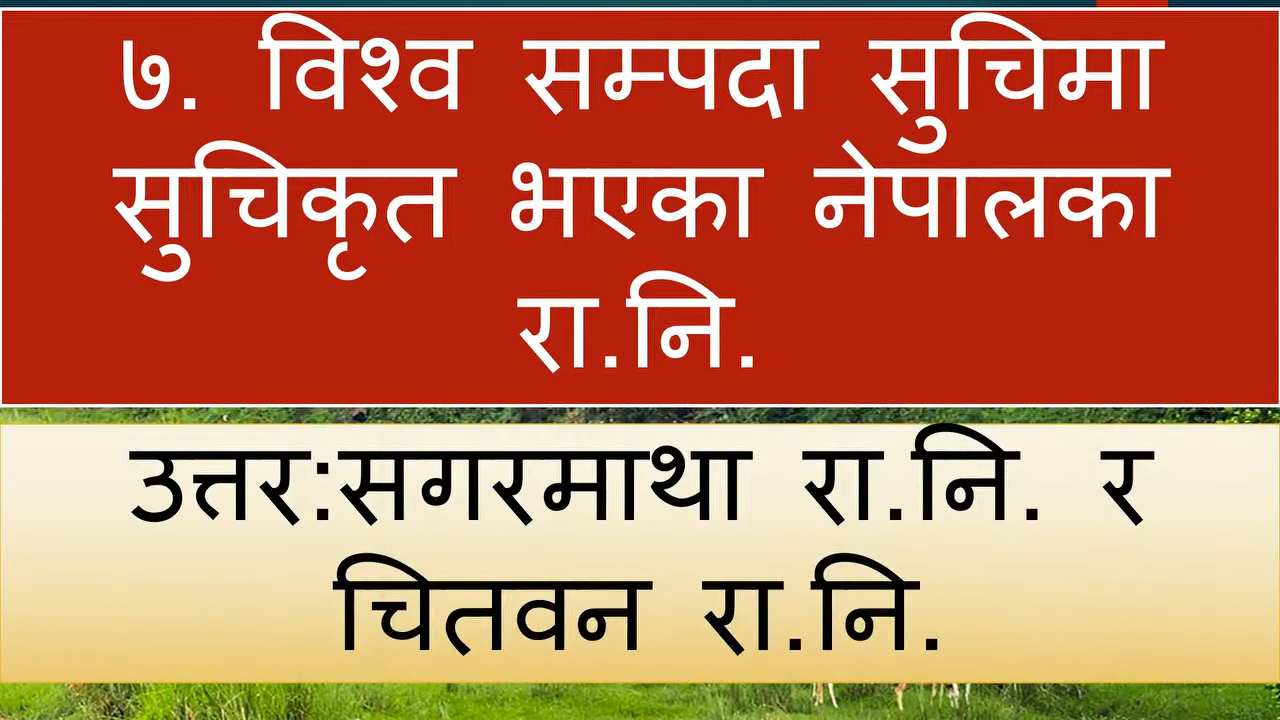 ७. विश्व सम्पदा सुचिमा
सुचिकृत भएका नेपालका
रा.नि.
उत्तर:सगरमाथा रा.नि. र
चितवन रा.नि.